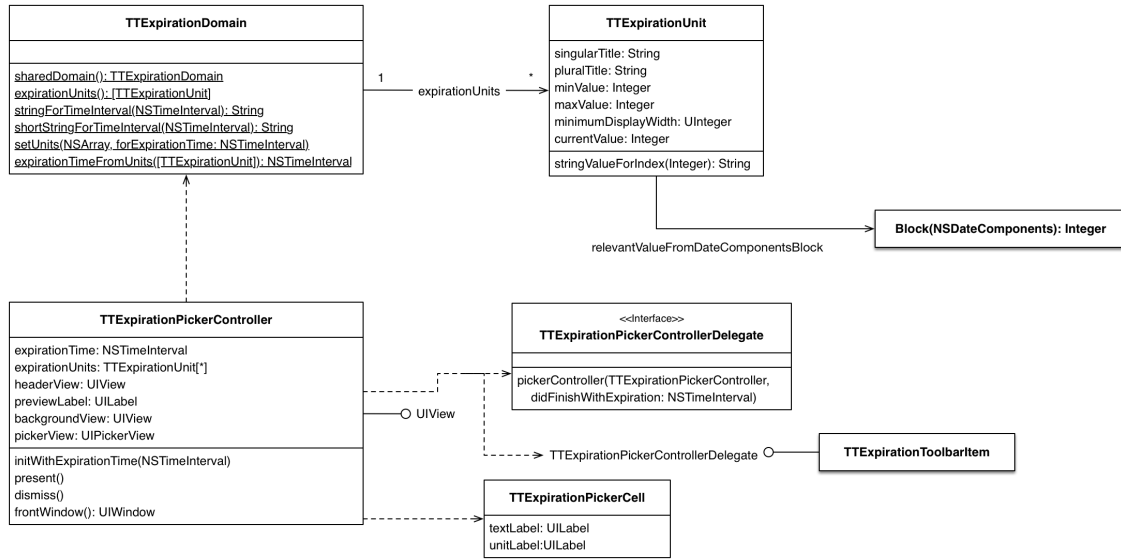 TTExpirationDomain
sharedDomain(): TTExpirationDomain
expirationUnits(): [TTExpirationUnit]
stringForTimeInterval(NSTimeInterval): String
shortStringForTimeInterval(NSTimeInterval): String
setUnits(NSArray, forExpirationTime: NSTimeInterval)
expirationTimeFromUnits([TTExpirationUnit]): NSTimeInterval
1
expirationUnits
*
TTExpirationUnit
singularTitle: String
pluralTitle: String
minValue: Integer
maxValue: Integer
minimumDisplayWidth: UInteger
currentValue: Integer
stringValueForIndex(Integer): String
relevantValueFromDateComponentsBlock
Block(NSDateComponents): Integer
TTExpirationPickerController
expirationTime: NSTimeInterval
expirationUnits: TTExpirationUnit[*]
headerView: UIView
previewLabel: UILabel
backgroundView: UIView
pickerView: UIPickerView
initWithExpirationTime(NSTimeInterval)
present()
dismiss()
frontWindow(): UIWindow
<<Interface>>
TTExpirationPickerControllerDelegate
pickerController(TTExpirationPickerController,
didFinishWithExpiration: NSTimeInterval)
UIView
TTExpirationPickerControllerDelegate
TTExpirationToolbarItem
TTExpirationPickerCell
textLabel: UILabel
unitLabel:UILabel